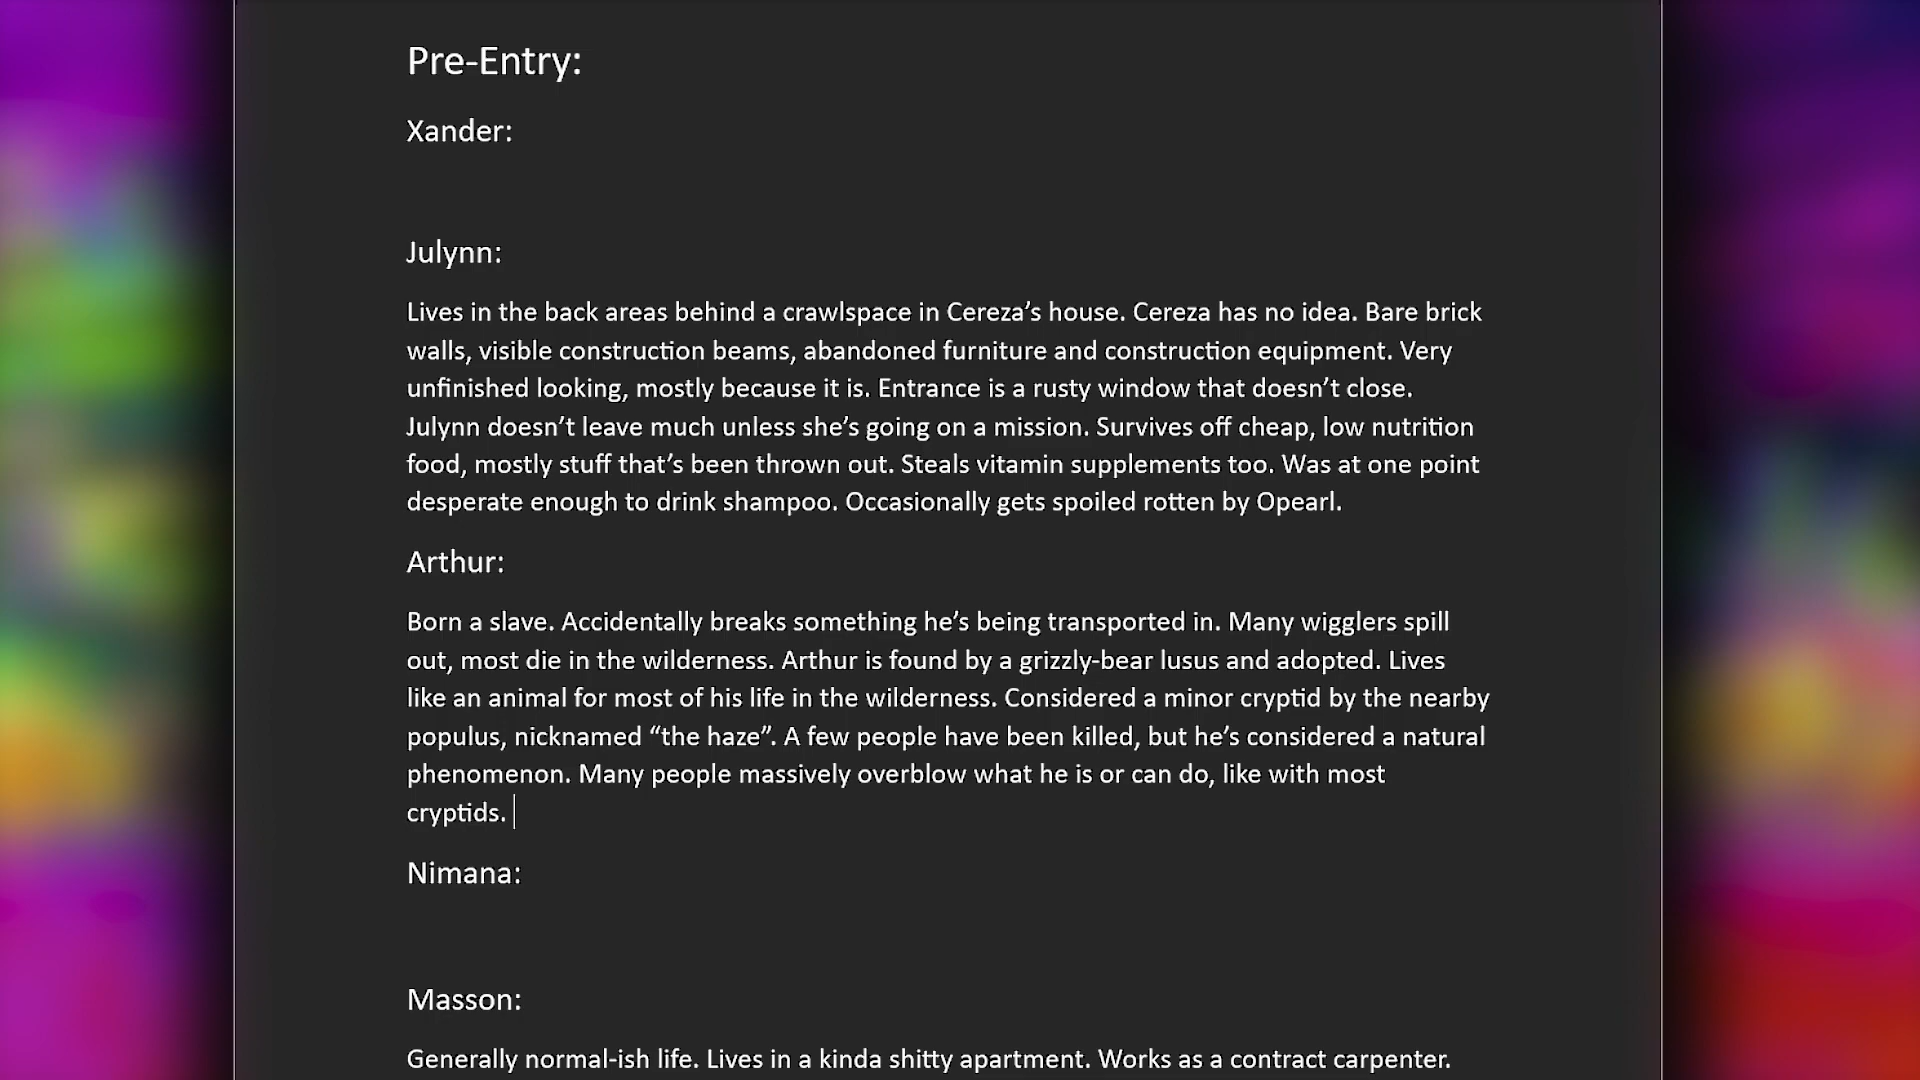 Pre-Entry:
Xander:
Julynn:
Lives in the back areas behind a crawlspace in Cereza’s house. Cereza has no idea. Bare brick
walls, visible construction beams, abandoned furniture and construction equipment. Very
unfinished looking, mostly because it is. Entrance is a rusty window that doesn’t close.
Julynn doesn’t leave much unless she’s going on a mission. Survives off cheap, low nutrition
food, mostly stuff that’s been thrown out. Steals vitamin supplements too. Was at one point
desperate enough to drink shampoo. Occasionally gets spoiled rotten by Opearl.
Arthur:
Born a slave. Accidentally breaks something he’s being transported in. Many wigglers spill
out, most die in the wilderness. Arthur is found by a grizzly-bear lusus and adopted. Lives
like an animal for most of his life in the wilderness. Considered a minor cryptid by the nearby
populus, nicknamed “the haze”. A few people have been killed, but he’s considered a natural
phenomenon. Many people massively overblow what he is or can do, like with most
cryptids.
Nimana:
Masson:
Generally normal-ish life. Lives in a kinda shitty apartment. Works as a contract carpenter.